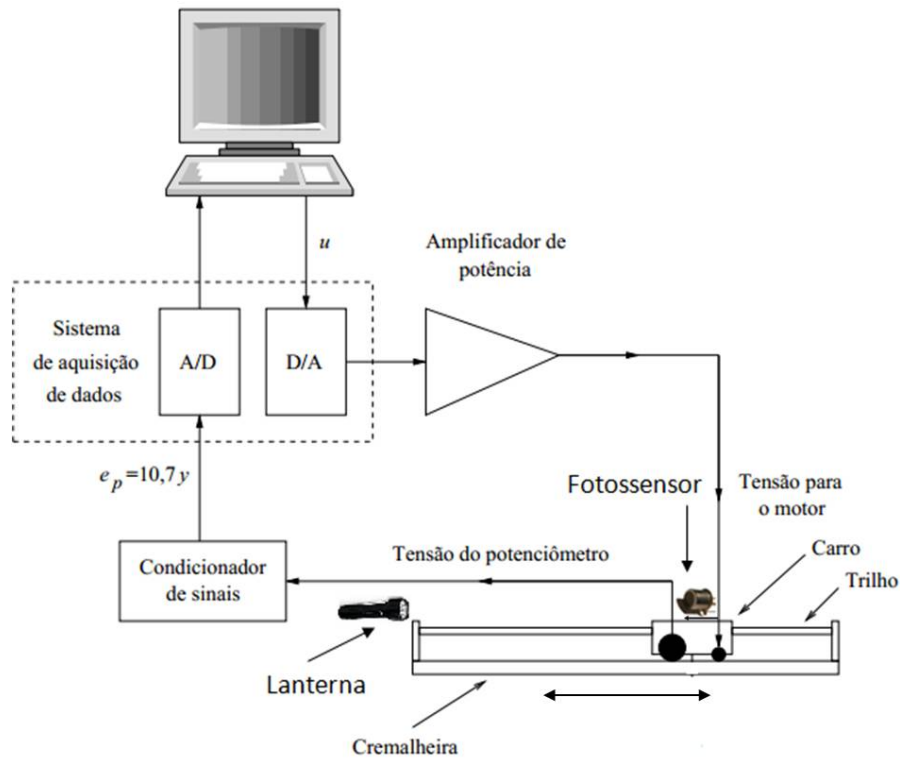 u
Amplificador de
potência
Sistema
de aquisição
de dados
A/D
D/A
e p =10,7 y
Fotossensor
Tensão para
o motor
Tensão do potenciômetro
Carro
Trilho
Condicionador
de sinais
Lanterna
Cremalheira